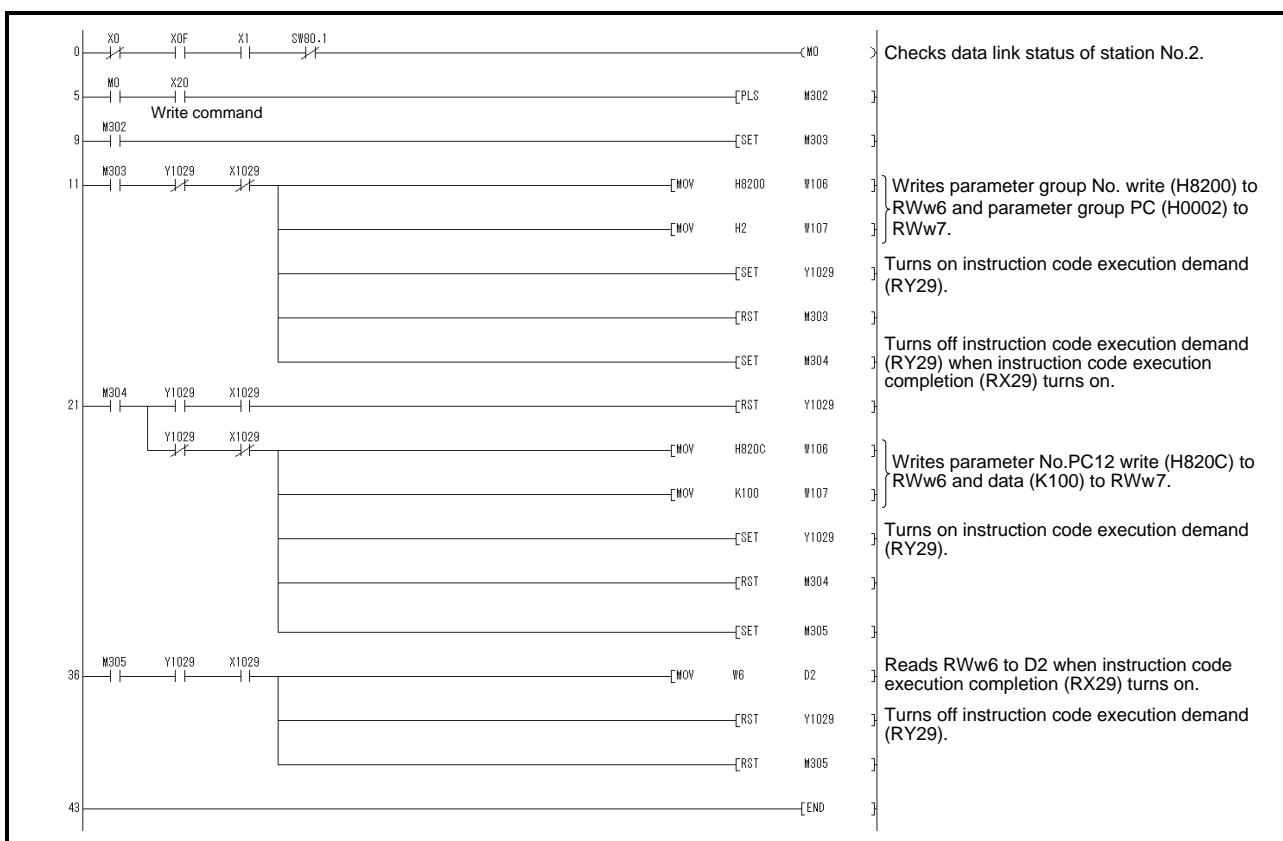 X0 X0F X1 SW80.1
0 (M0 ) Checks data link status of station No.2.
M0 X20
5 [PLS M302 ]
Write command
M302
9 [SET M303 ]
M303 Y1029 X1029
11 [MOV H8200 W106 ] Writes parameter group No. write (H8200) to
RWw6 and parameter group PC (H0002) to
[MOV H2 W107 ] RWw7.
[SET Y1029 ] Turns on instruction code execution demand
(RY29).
[RST M303 ]
Turns off instruction code execution demand
[SET M304 ] (RY29) when instruction code execution
completion (RX29) turns on.
M304 Y1029 X1029
21 [RST Y1029 ]
Y1029 X1029
[MOV H820C W106 ] Writes parameter No.PC12 write (H820C) to
RWw6 and data (K100) to RWw7.
[MOV K100 W107 ]
[SET Y1029 ] Turns on instruction code execution demand
(RY29).
[RST M304 ]
[SET M305 ]
M305 Y1029 X1029
36 [MOV W6 D2 ] Reads RWw6 to D2 when instruction code
execution completion (RX29) turns on.
[RST Y1029 ] Turns off instruction code execution demand
(RY29).
[RST M305 ]
43 [END ]